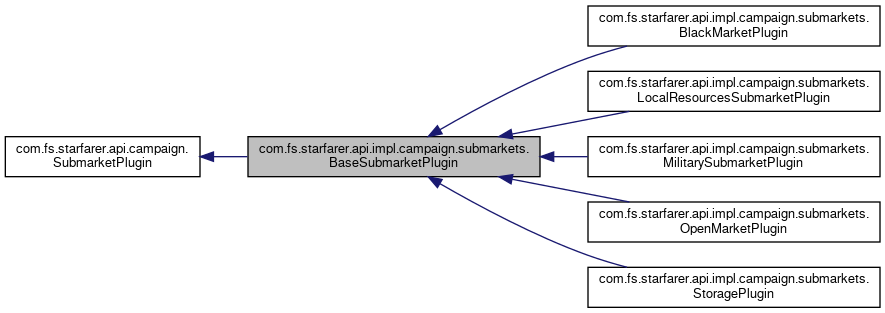 com.fs.starfarer.api.impl.campaign.submarkets.
BlackMarketPlugin
com.fs.starfarer.api.impl.campaign.submarkets.
LocalResourcesSubmarketPlugin
com.fs.starfarer.api.campaign.
SubmarketPlugin
com.fs.starfarer.api.impl.campaign.submarkets.
BaseSubmarketPlugin
com.fs.starfarer.api.impl.campaign.submarkets.
MilitarySubmarketPlugin
com.fs.starfarer.api.impl.campaign.submarkets.
OpenMarketPlugin
com.fs.starfarer.api.impl.campaign.submarkets.
StoragePlugin